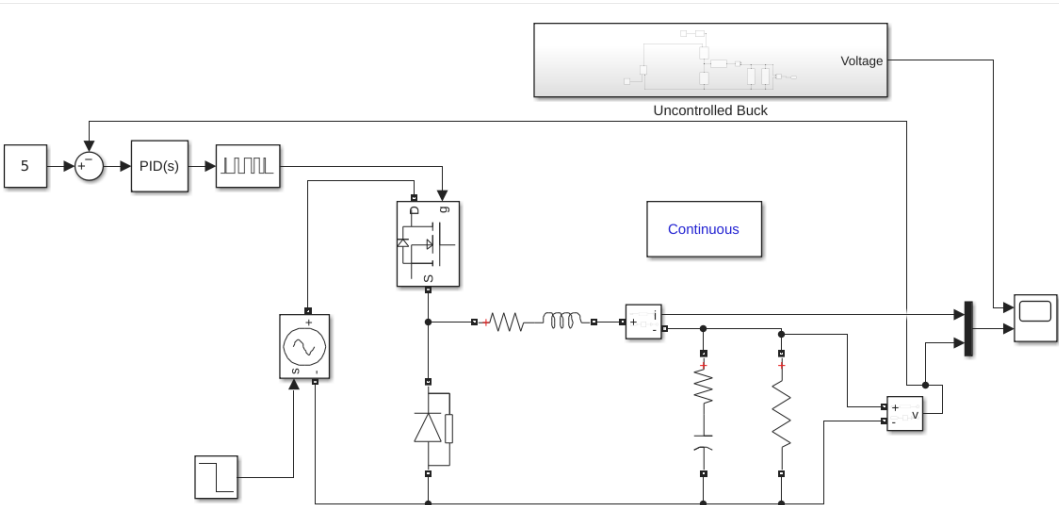 Voltage
Uncontrolled Buck
5
+
−
PID(s)
D
g
S
Continuous
+
s
-
+
i
-
+
-
v